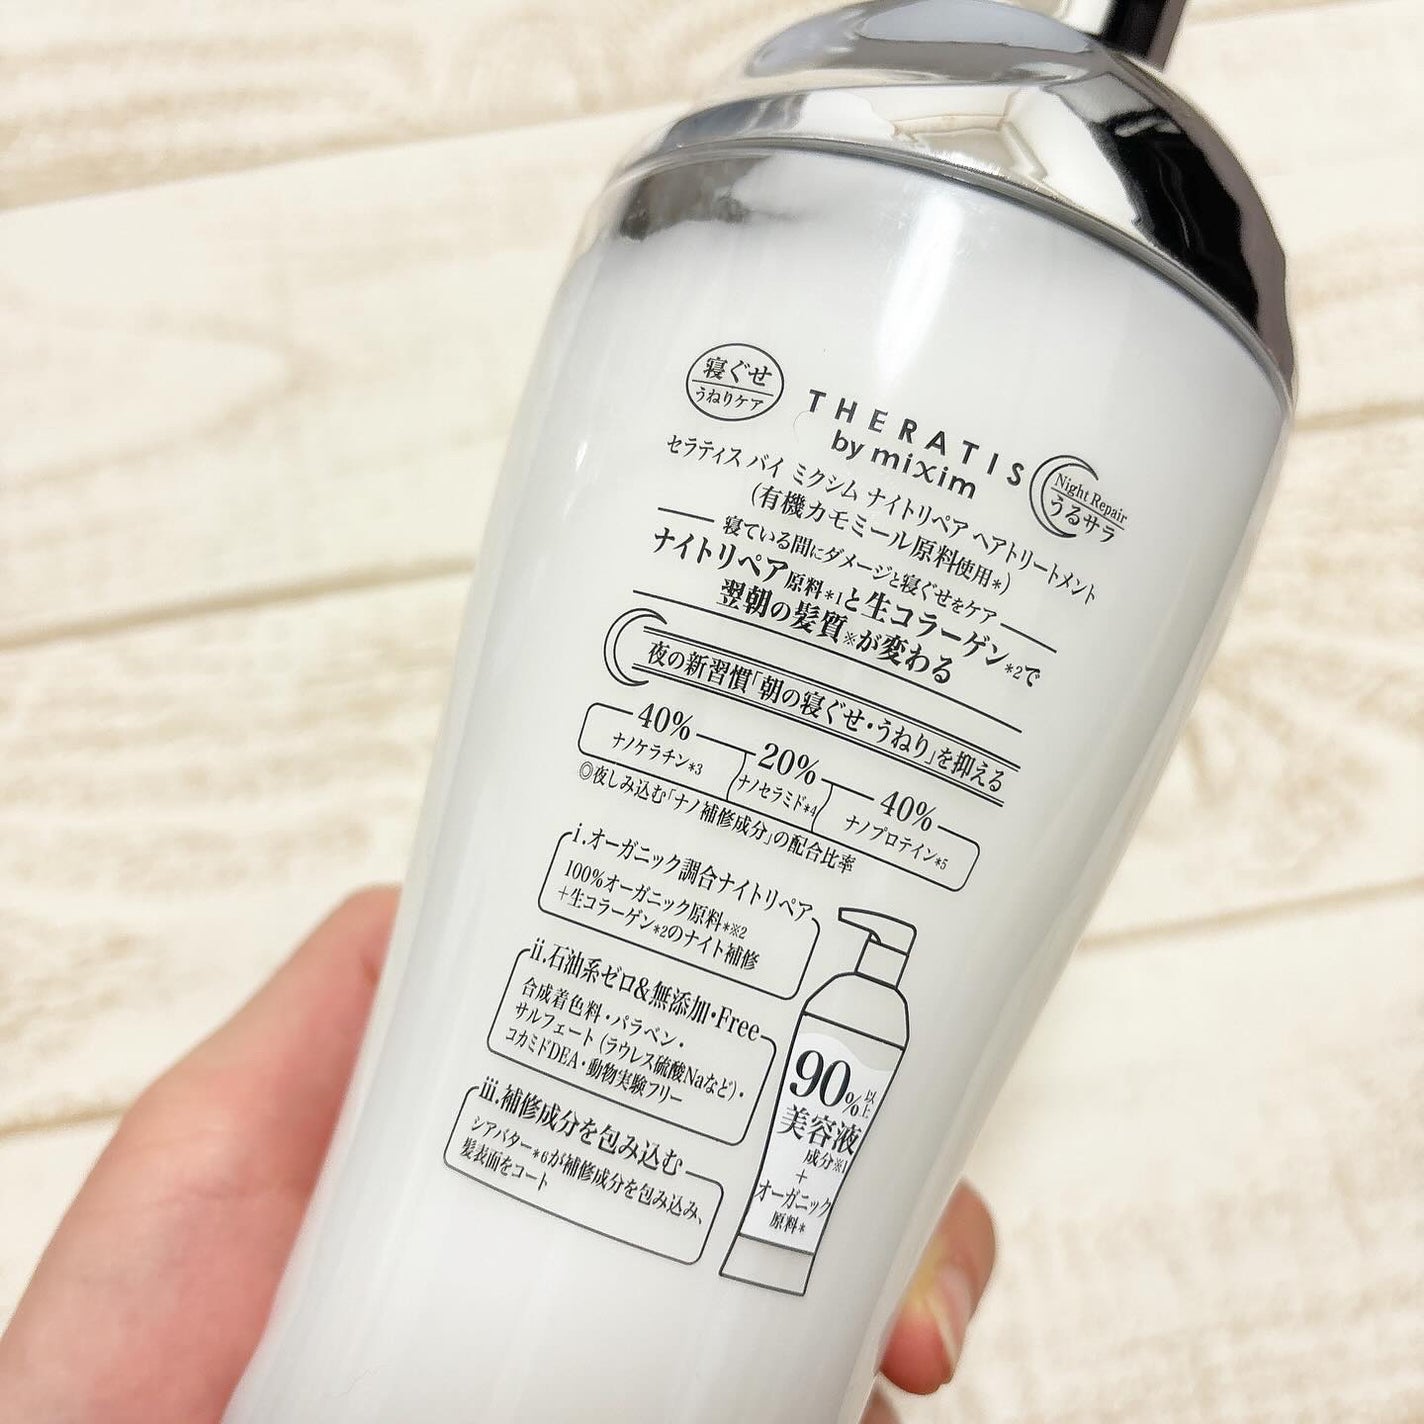 寝ぐせ
うねりケア
THERATIS
by mixim
Night Repair
うるサラ
セラティス バイ ミクシム ナイトリペア ヘアトリートメント
(有機カモミール原料使用*)
寝ている間にダメージと寝ぐせをケア
ナイトリペア原料*1と生コラーゲン*2で
翌朝の髪質※が変わる
夜の新習慣「朝の寝ぐせ・うねり」を抑える
40%
ナノケラチン*3
20%
ナノセラミド*4
40%
ナノプロテイン*5
◎夜しみ込む「ナノ補修成分」の配合比率
i.オーガニック調合ナイトリペア
100%オーガニック原料*※2
+生コラーゲン*2のナイト補修
ii.石油系ゼロ&無添加・Free
合成着色料・パラベン・
サルフェート (ラウレス硫酸Naなど)・
コカミドDEA・動物実験フリー
iii.補修成分を包み込む
シアバター*6が補修成分を包み込み、
髪表面をコート
90%以上
美容液
成分※1
+
オーガニック
原料*